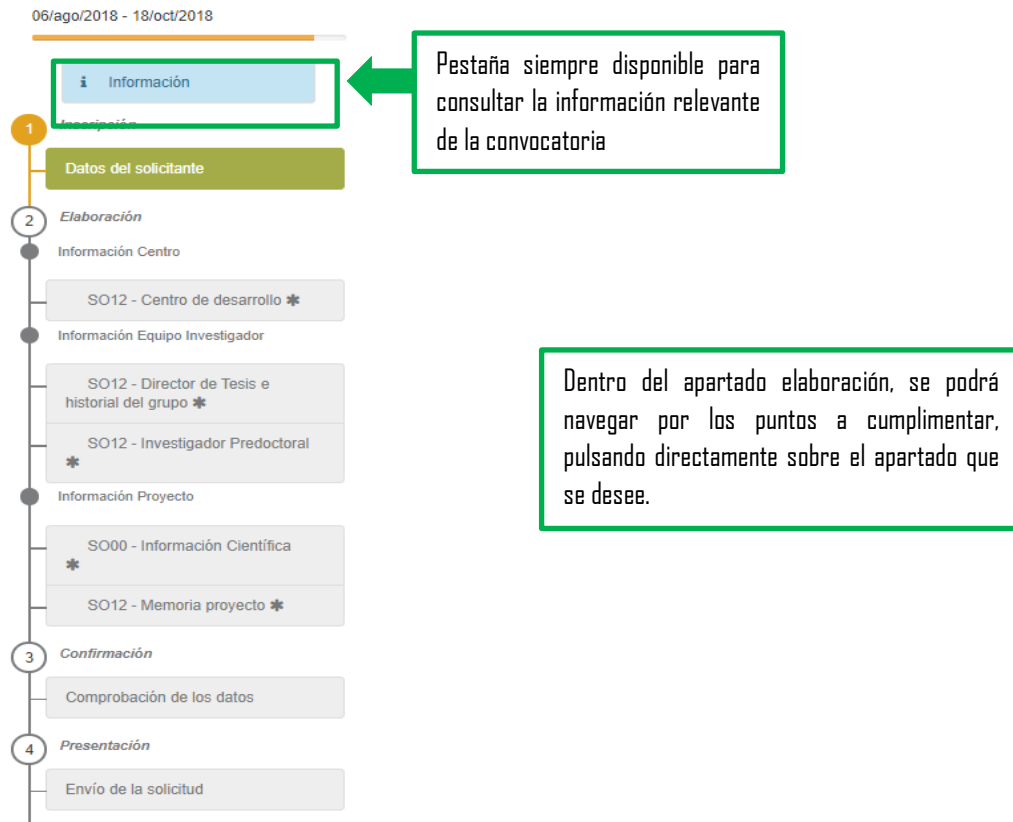 06/ago/2018 - 18/oct/2018
i Información
Pestaña siempre disponible para
consultar la información relevante
de la convocatoria
1 Inscripción
Datos del solicitante
2 Elaboración
Información Centro
SO12 - Centro de desarrollo ✱
Información Equipo Investigador
SO12 - Director de Tesis e
historial del grupo ✱
SO12 - Investigador Predoctoral
✱
Información Proyecto
SO00 - Información Científica
✱
SO12 - Memoria proyecto ✱
Dentro del apartado elaboración, se podrá
navegar por los puntos a cumplimentar,
pulsando directamente sobre el apartado que
se desee.
3 Confirmación
Comprobación de los datos
4 Presentación
Envío de la solicitud